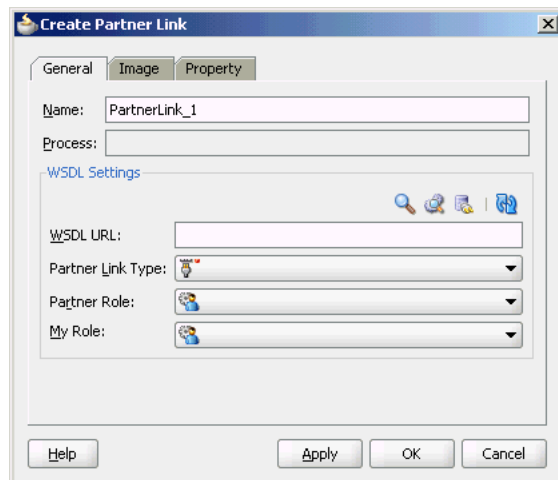 Create Partner Link
General Image Property
Name: PartnerLink_1
Process:
WSDL Settings
WSDL URL:
Partner Link Type:
Partner Role:
My Role:
Help Apply OK Cancel